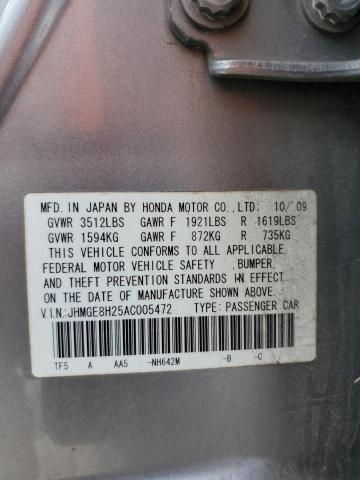 MFD. IN JAPAN BY HONDA MOTOR CO., LTD: 10/'09
GVWR 3512LBS GAWR F 1921LBS R 1619LBS
GVWR 1594KG GAWR F 872KG R 735KG
THIS VEHICLE CONFORMS TO ALL APPLICABLE
FEDERAL MOTOR VEHICLE SAFETY , BUMPER,
AND THEFT PREVENTION STANDARDS IN EFFECT
ON THE DATE OF MANUFACTURE SHOWN ABOVE.
V.I.N:JHMGE8H25AC005472 TYPE: PASSENGER CAR
TF5 A AA5 -NH642M -B -C